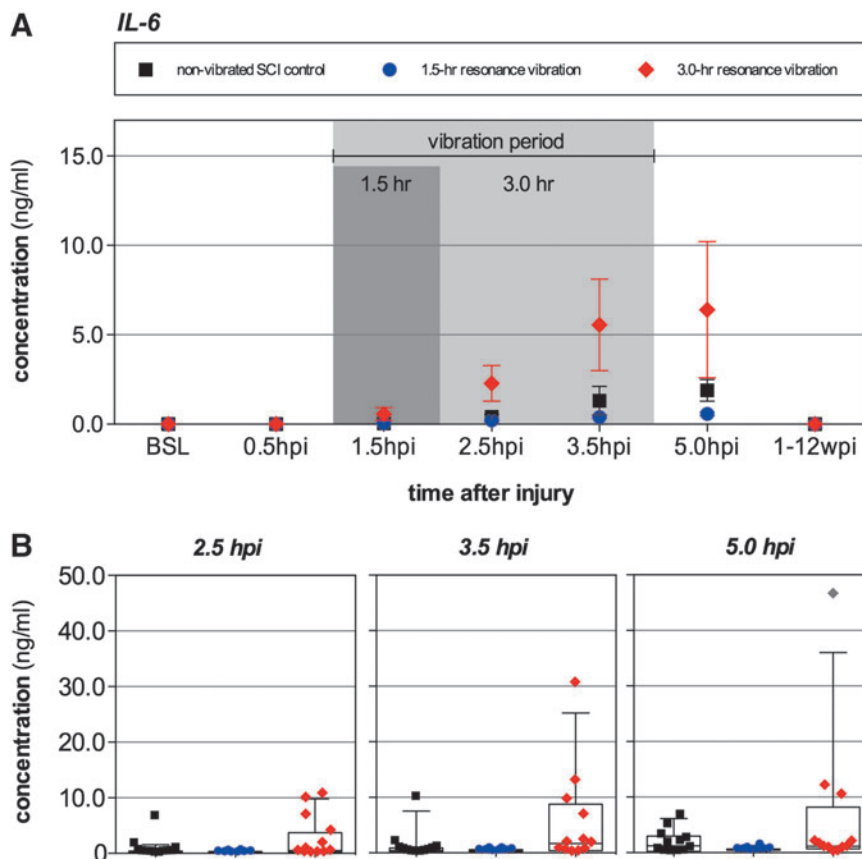 A
IL-6
non-vibrated SCI control 1.5-hr resonance vibration 3.0-hr resonance vibration
concentration (ng/ml)
15.0
10.0
5.0
0.0
vibration period
1.5 hr 3.0 hr
BSL 0.5hpi 1.5hpi 2.5hpi 3.5hpi 5.0hpi 1-12wpi
time after injury
B
2.5 hpi 3.5 hpi 5.0 hpi
concentration (ng/ml)
50.0
40.0
30.0
20.0
10.0
0